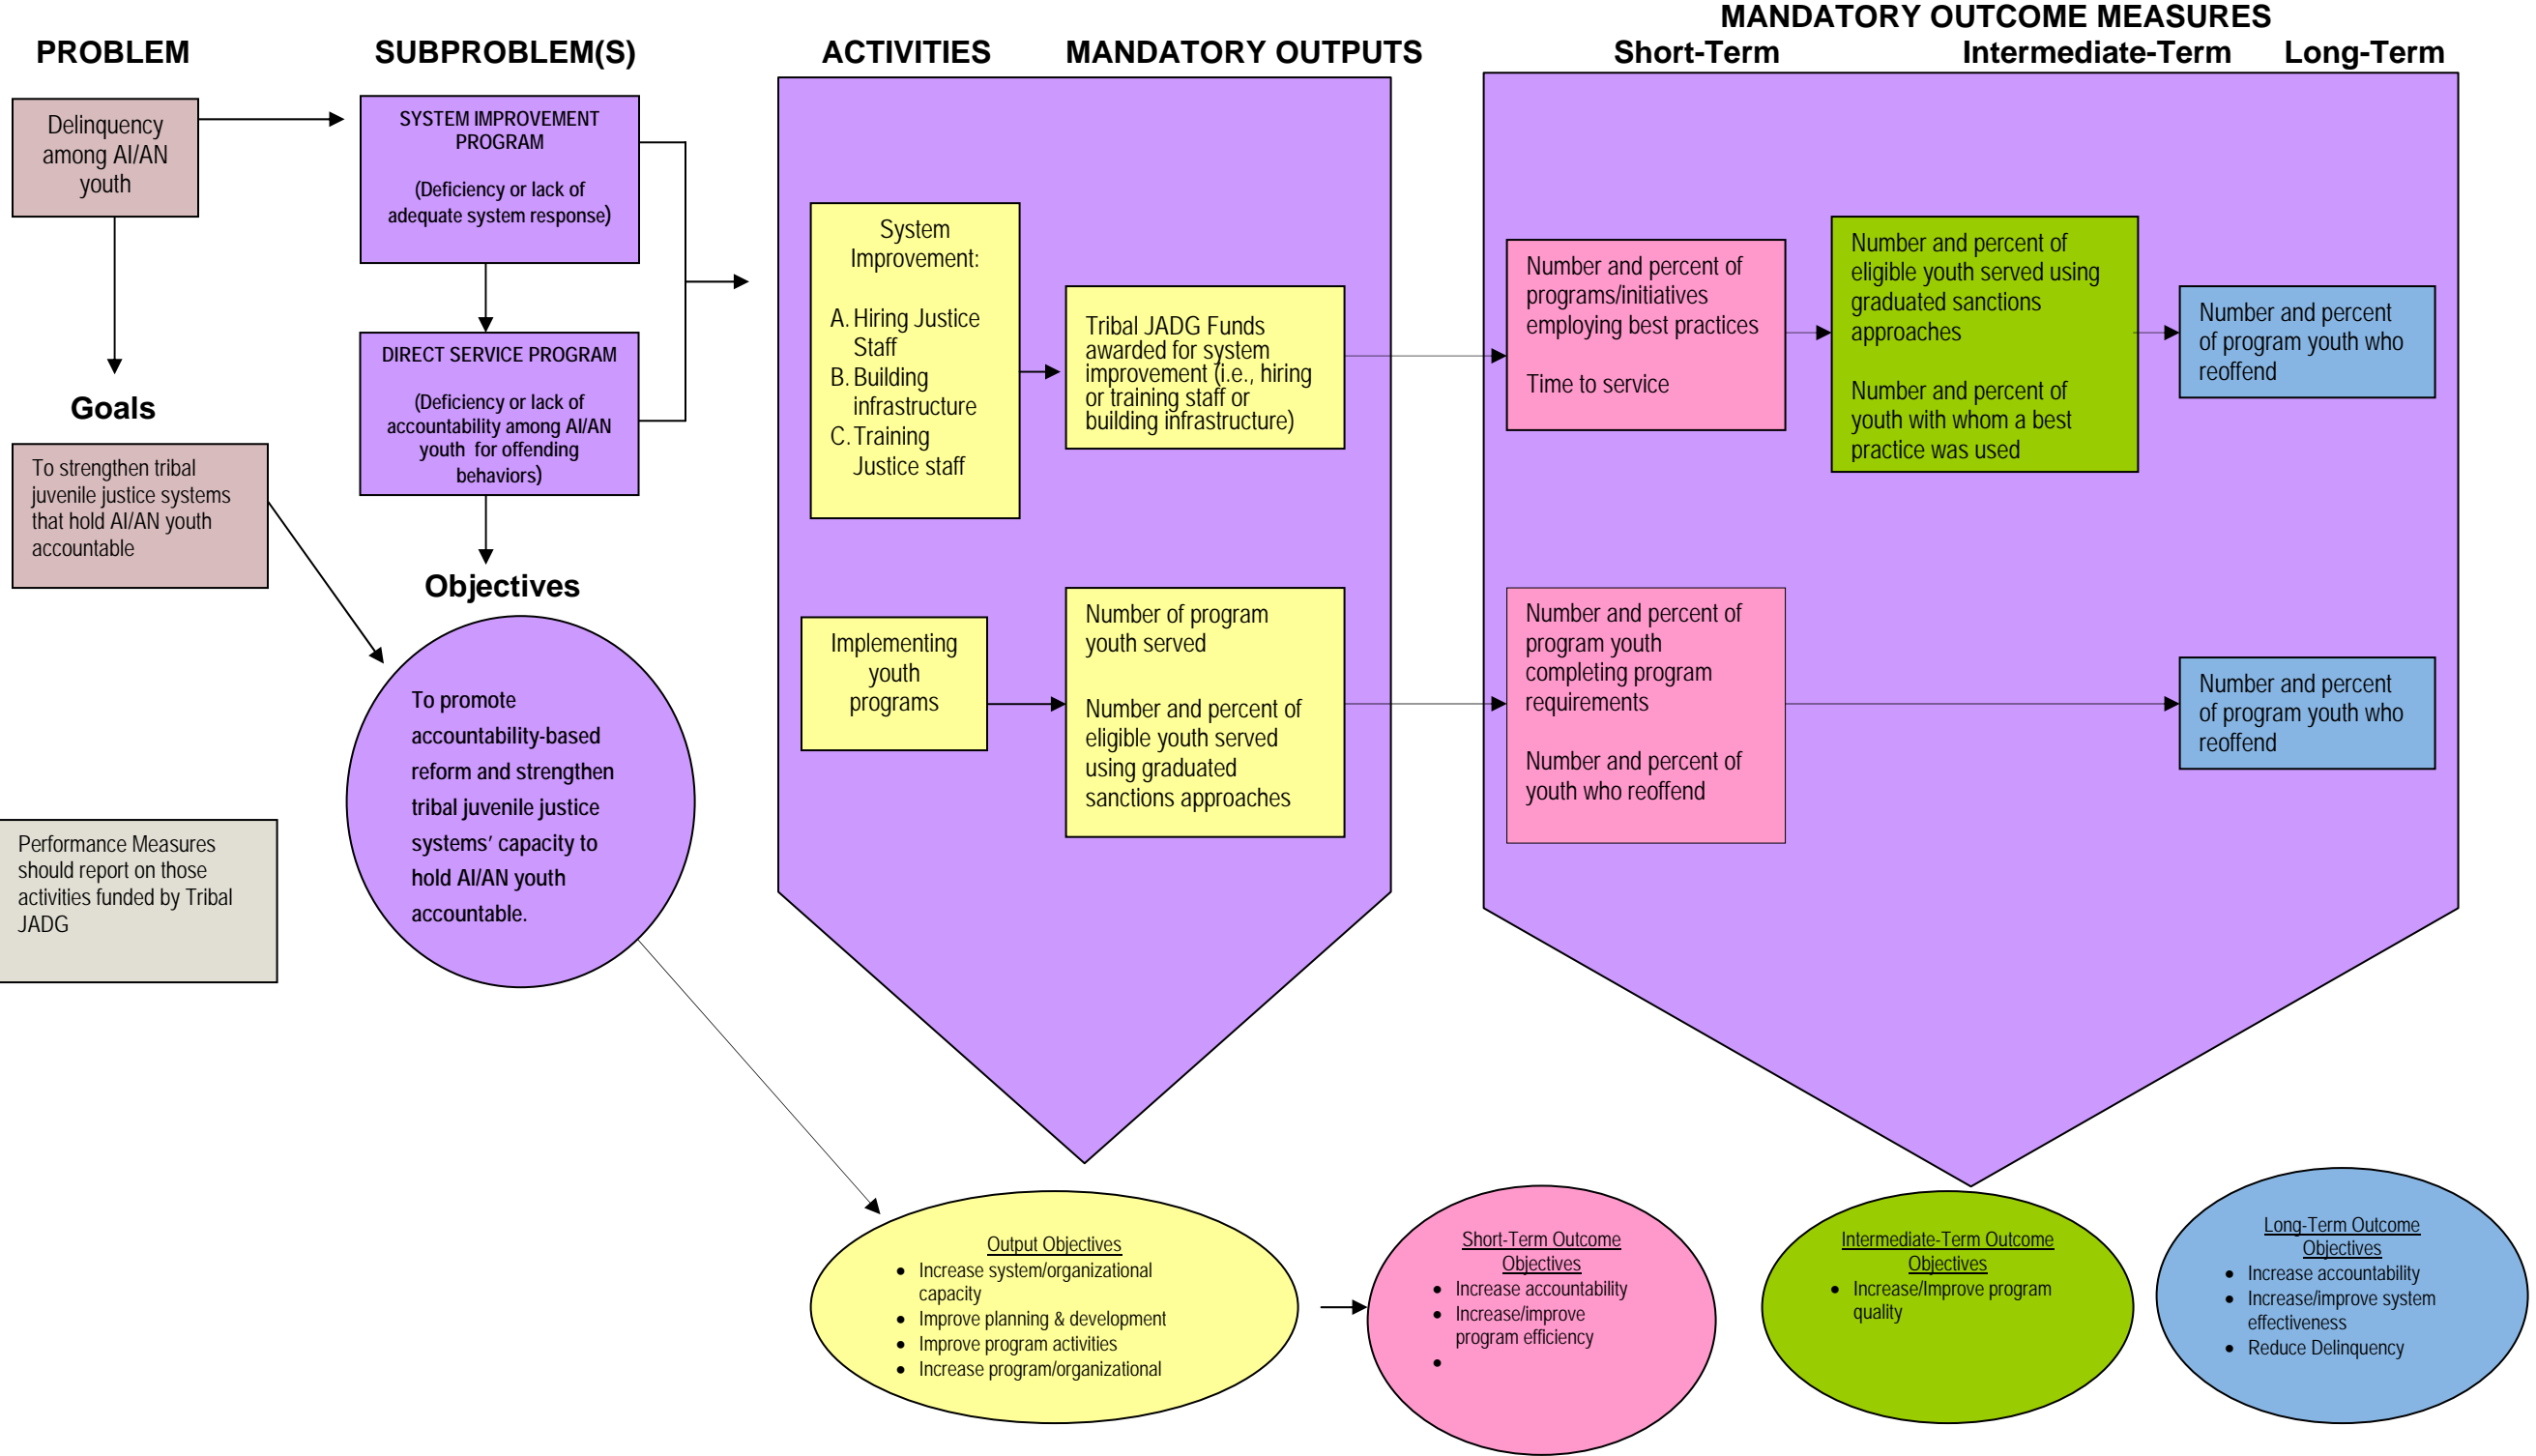 MANDATORY OUTCOME MEASURES
PROBLEM
SUBPROBLEM(S)
ACTIVITIES
MANDATORY OUTPUTS
Short-Term
Intermediate-Term
Long-Term
Delinquency
among AI/AN
youth
Goals
To strengthen tribal
juvenile justice systems
that hold AI/AN youth
accountable
Performance Measures
should report on those
activities funded by Tribal
JADG
SYSTEM IMPROVEMENT
PROGRAM
(Deficiency or lack of
adequate system response)
DIRECT SERVICE PROGRAM
(Deficiency or lack of
accountability among AI/AN
youth for offending
behaviors)
Objectives
To promote
accountability-based
reform and strengthen
tribal juvenile justice
systems’ capacity to
hold AI/AN youth
accountable.
System
Improvement:
A. Hiring Justice
Staff
B. Building
infrastructure
C. Training
Justice staff
Tribal JADG Funds
awarded for system
improvement (i.e., hiring
or training staff or
building infrastructure)
Number and percent of
programs/initiatives
employing best practices
Time to service
Number and percent of
eligible youth served using
graduated sanctions
approaches
Number and percent of
youth with whom a best
practice was used
Number and percent
of program youth who
reoffend
Implementing
youth
programs
Number of program
youth served
Number and percent of
eligible youth served
using graduated
sanctions approaches
Number and percent of
program youth
completing program
requirements
Number and percent of
youth who reoffend
Number and percent
of program youth who
reoffend
Output Objectives
• Increase system/organizational
capacity
• Improve planning & development
• Improve program activities
• Increase program/organizational
Short-Term Outcome
Objectives
• Increase accountability
• Increase/improve
program efficiency
•
Intermediate-Term Outcome
Objectives
• Increase/Improve program
quality
Long-Term Outcome
Objectives
• Increase accountability
• Increase/improve system
effectiveness
• Reduce Delinquency